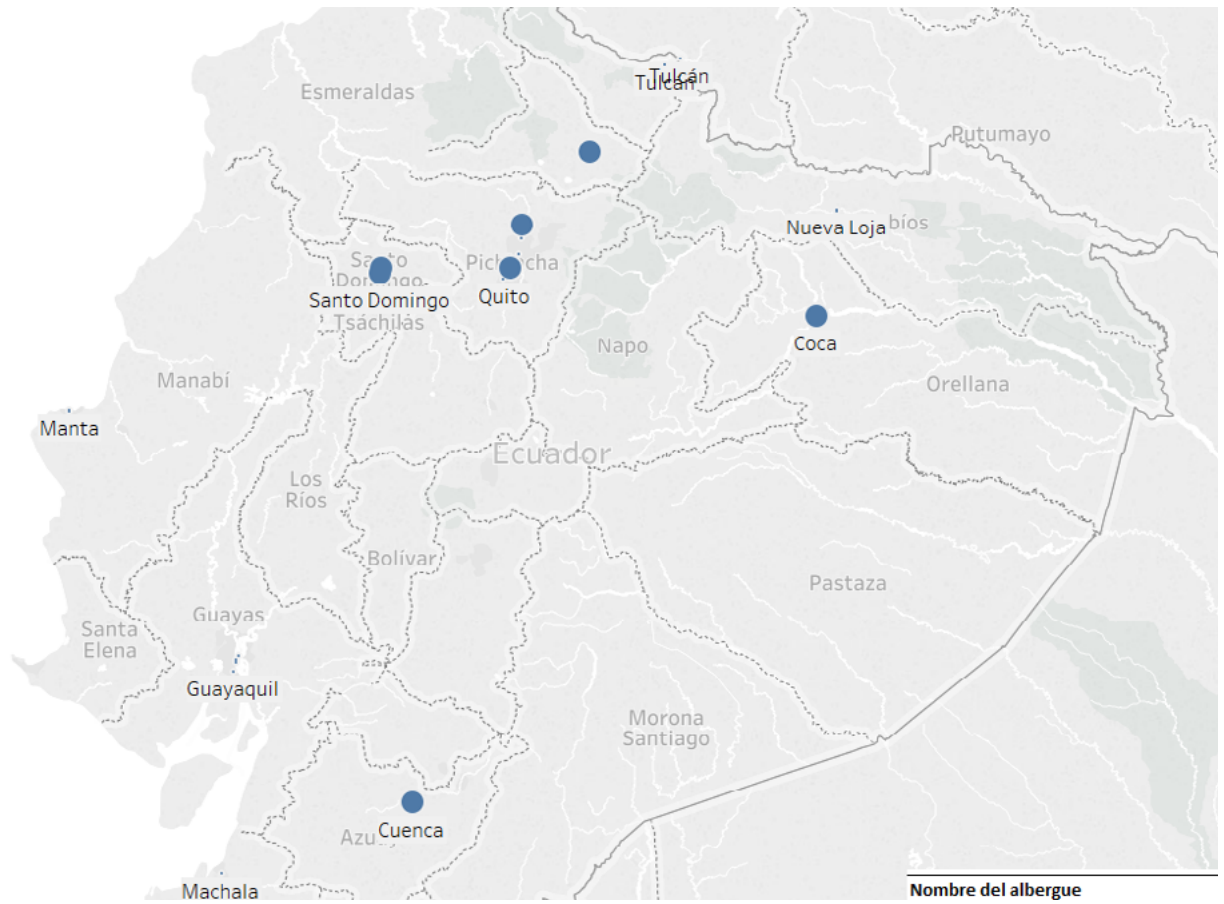 Tulcán
Tulcán
Esmeraldas
Putumayo
Nueva Loja
bíos
Santo
Domingo
Tsáchilas
Santo Domingo
Pichincha
Quito
Coca
Napo
Orellana
Manabí
Manta
Ecuador
Los
Ríos
Bolívar
Pastaza
Guayas
Santa
Elena
Guayaquil
Morona
Santiago
Cuenca
Azuay
Machala
Nombre del albergue